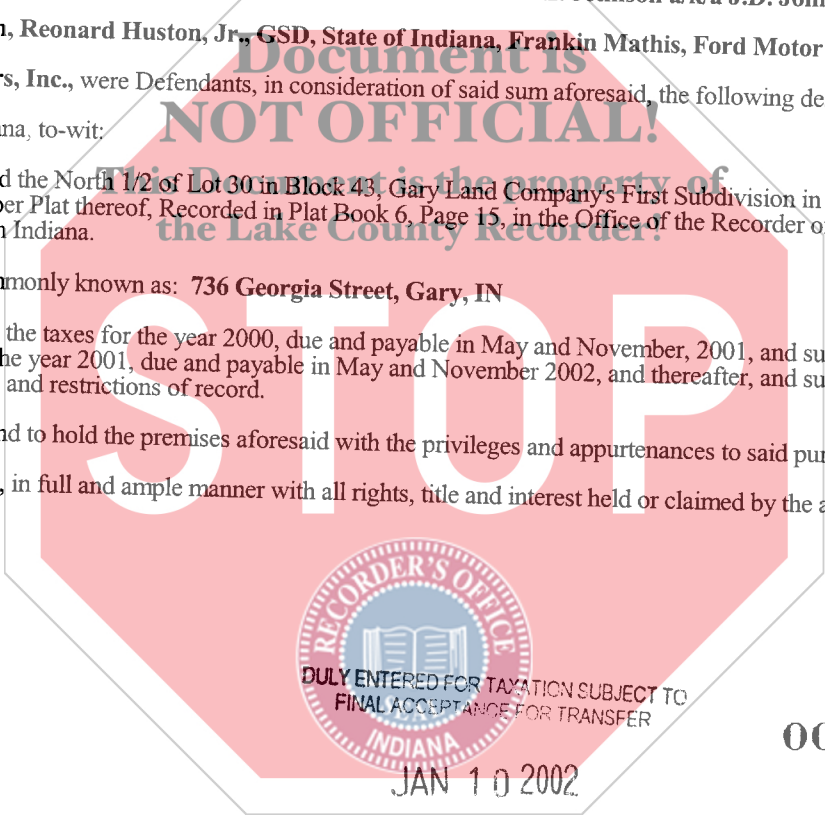 n, Reonard Huston, Jr., GSD, State of Indiana, Frankin Mathis, Ford Motor
Document is
rs, Inc., were Defendants, in consideration of said sum aforesaid, the following de
NOT OFFICIAL!
na, to-wit:
This Document is the property of
d the North 1/2 of Lot 30 in Block 43, Gary Land Company's First Subdivision in
per Plat thereof, Recorded in Plat Book 6, Page 15, in the Office of the Recorder o
the Lake County Recorder!
n Indiana.
mmonly known as: 736 Georgia Street, Gary, IN
the taxes for the year 2000, due and payable in May and November, 2001, and su
he year 2001, due and payable in May and November 2002, and thereafter, and su
and restrictions of record.
STOP
nd to hold the premises aforesaid with the privileges and appurtenances to said pur
, in full and ample manner with all rights, title and interest held or claimed by the a
RECORDER'S OFFICE
DULY ENTERED FOR TAXATION SUBJECT TO
FINAL ACCEPTANCE FOR TRANSFER
SEAL
INDIANA
JAN 10 2002